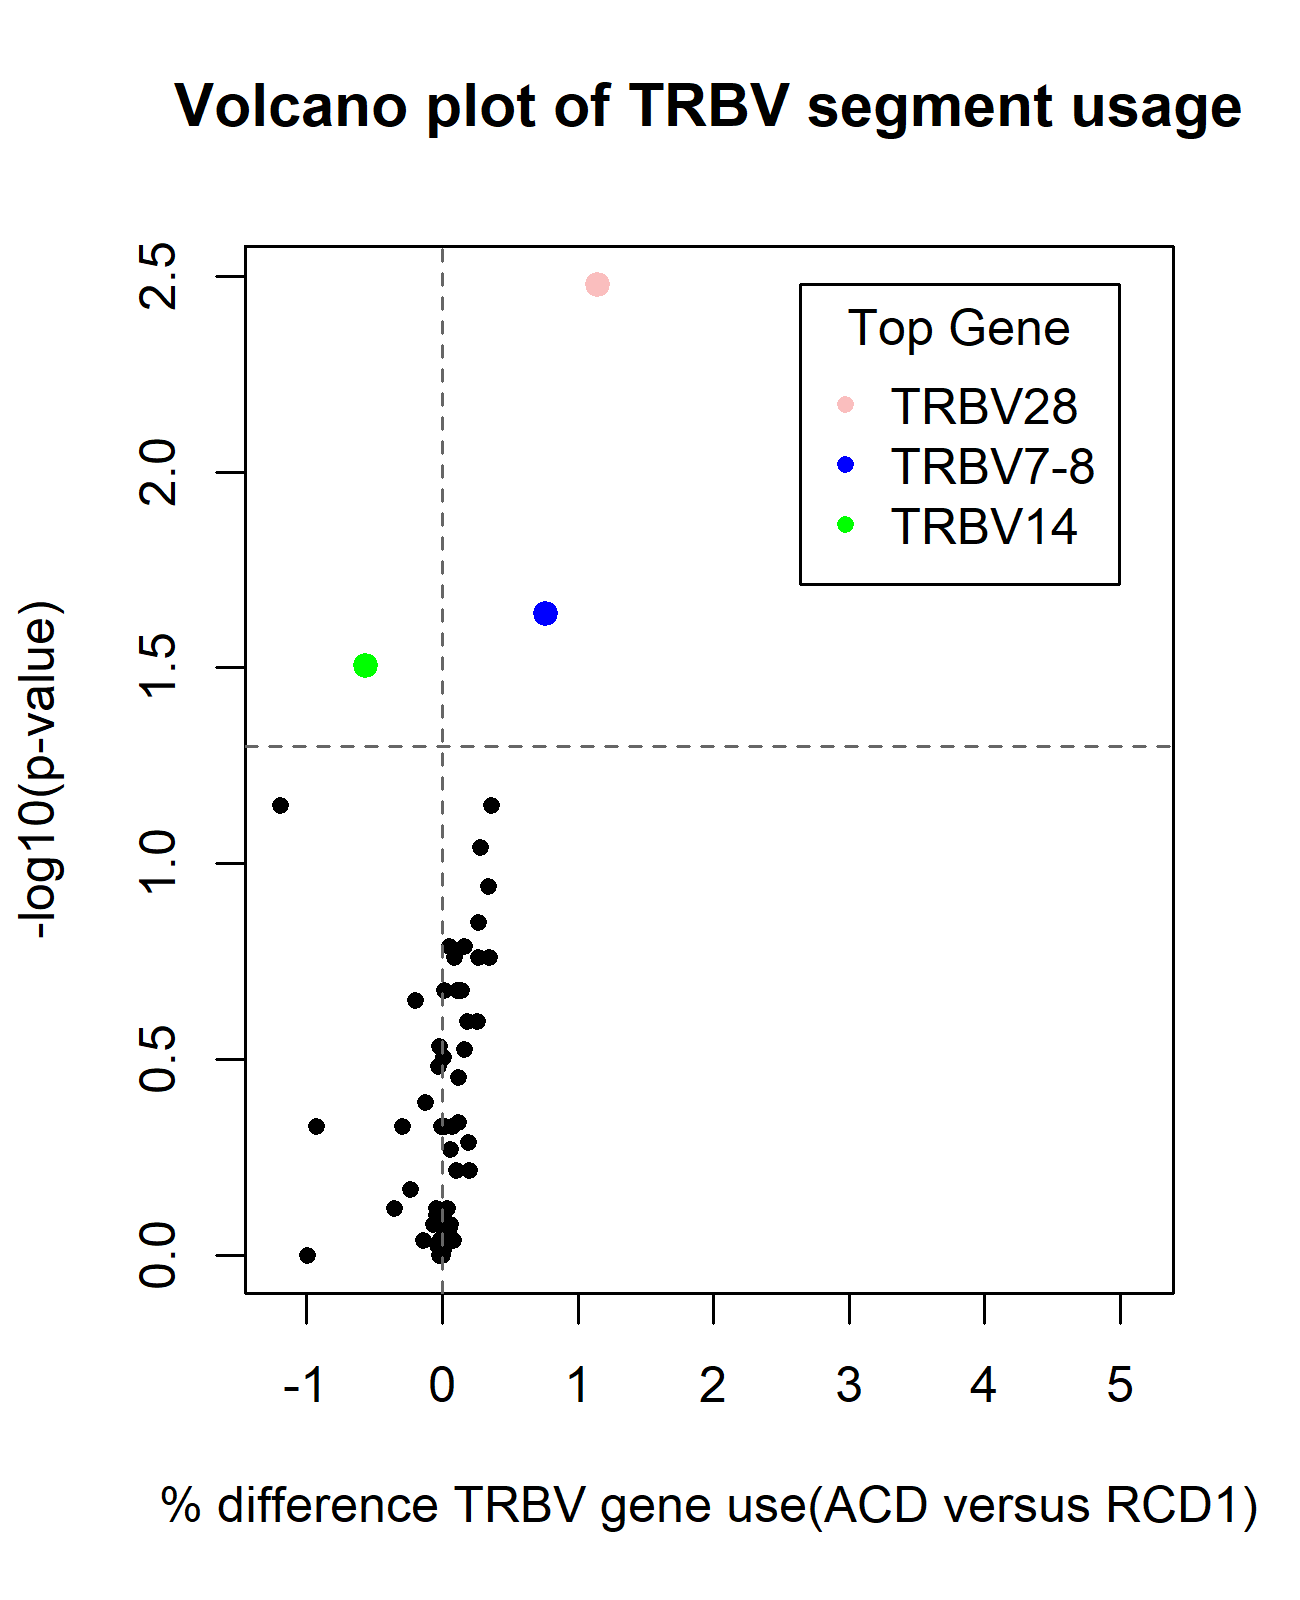 Volcano plot of TRBV segment usage
2.5
2.0
1.5
1.0
0.5
0.0
-log10(p-value)
Top Gene
TRBV28
TRBV7-8
TRBV14
-1 0 1 2 3 4 5
% difference TRBV gene use(ACD versus RCD1)